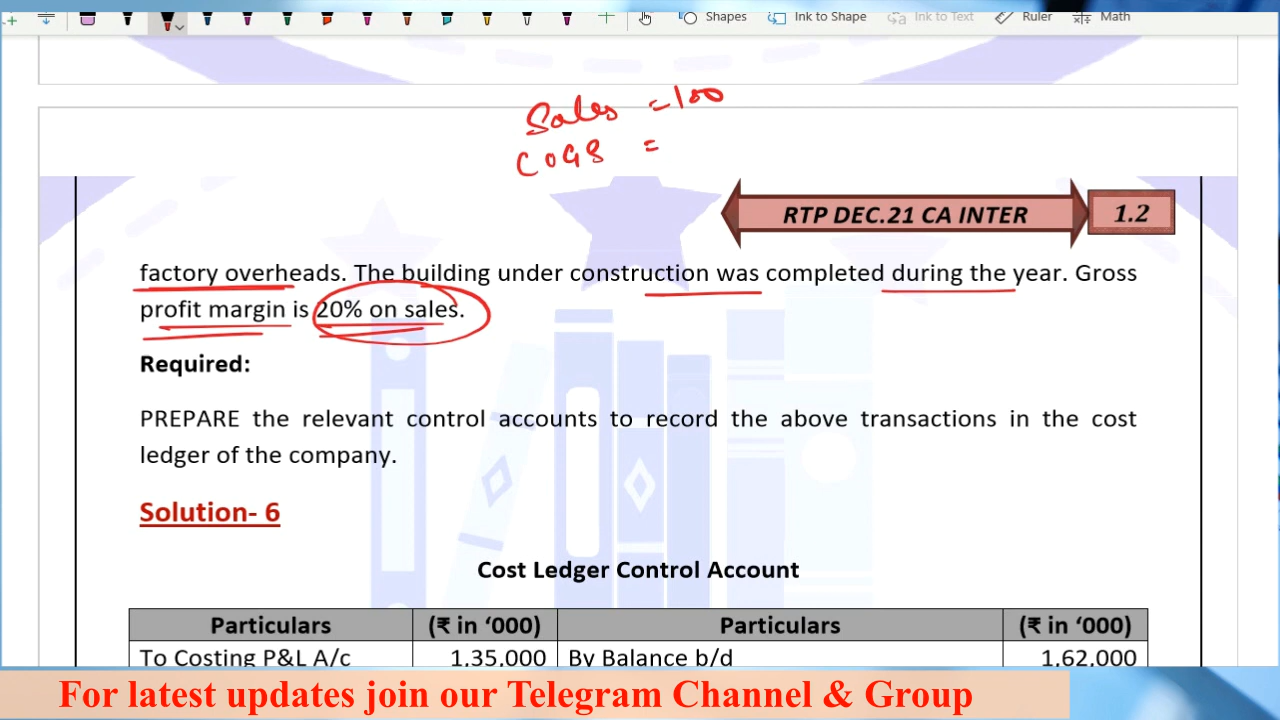 Shapes Ink to Shape Ink to Text Ruler Math
Sales = 100
COGS =
RTP DEC.21 CA INTER 1.2
factory overheads. The building under construction was completed during the year. Gross
profit margin is 20% on sales.
Required:
PREPARE the relevant control accounts to record the above transactions in the cost
ledger of the company.
Solution- 6
Cost Ledger Control Account
Particulars (₹ in ‘000) Particulars (₹ in ‘000)
To Costing P&L A/c 1,35,000 By Balance b/d 1,62,000
For latest updates join our Telegram Channel & Group